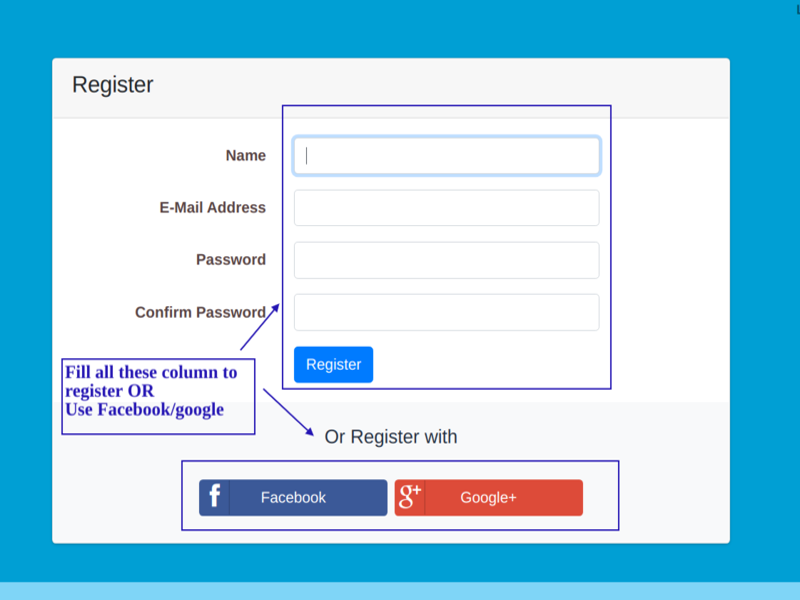 Register
Name
E-Mail Address
Password
Confirm Password
Register
Fill all these column to
register OR
Use Facebook/google
Or Register with
f Facebook
g+ Google+